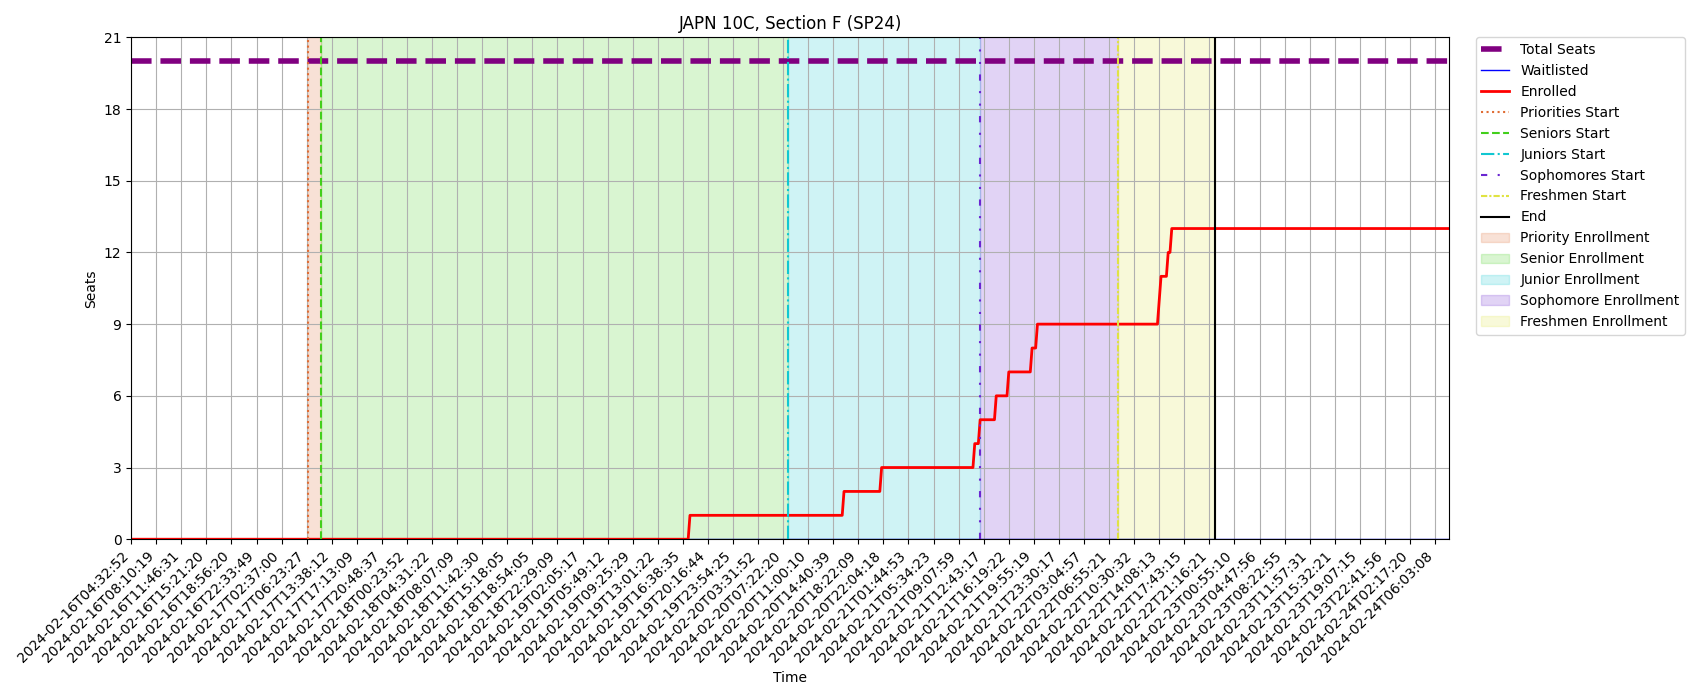 JAPN 10C, Section F (SP24)
21
18
15
12
9
6
3
0
Seats
2024-02-16T04:32:52
2024-02-16T08:10:19
2024-02-16T11:46:31
2024-02-16T15:21:20
2024-02-16T18:56:20
2024-02-16T22:33:49
2024-02-17T02:37:00
2024-02-17T06:23:27
2024-02-17T13:38:12
2024-02-17T17:13:09
2024-02-17T20:48:37
2024-02-18T00:23:52
2024-02-18T04:31:22
2024-02-18T08:07:09
2024-02-18T11:42:30
2024-02-18T15:18:05
2024-02-18T18:54:05
2024-02-18T22:29:09
2024-02-19T02:05:17
2024-02-19T05:49:12
2024-02-19T09:25:29
2024-02-19T13:01:22
2024-02-19T16:38:35
2024-02-19T20:16:44
2024-02-19T23:54:25
2024-02-20T03:31:52
2024-02-20T07:22:20
2024-02-20T11:00:10
2024-02-20T14:40:39
2024-02-20T18:22:09
2024-02-20T22:04:18
2024-02-21T01:44:53
2024-02-21T05:34:23
2024-02-21T09:07:59
2024-02-21T12:43:17
2024-02-21T16:19:22
2024-02-21T19:55:19
2024-02-21T23:30:17
2024-02-22T03:04:57
2024-02-22T06:55:21
2024-02-22T10:30:32
2024-02-22T14:08:13
2024-02-22T17:43:15
2024-02-22T21:16:21
2024-02-23T00:55:10
2024-02-23T04:47:56
2024-02-23T08:22:55
2024-02-23T11:57:31
2024-02-23T15:32:21
2024-02-23T19:07:15
2024-02-23T22:41:56
2024-02-24T02:17:20
2024-02-24T06:03:08
Time
Total Seats
Waitlisted
Enrolled
Priorities Start
Seniors Start
Juniors Start
Sophomores Start
Freshmen Start
End
Priority Enrollment
Senior Enrollment
Junior Enrollment
Sophomore Enrollment
Freshmen Enrollment